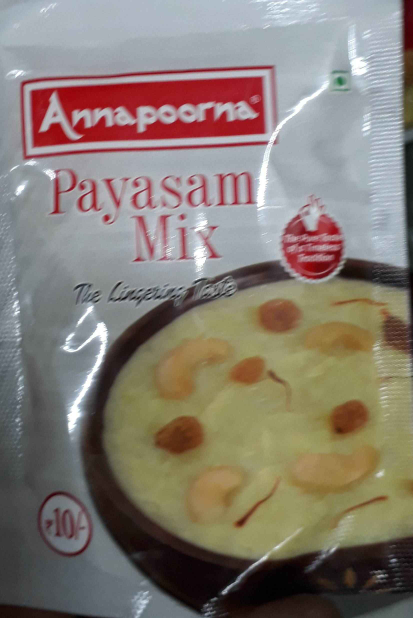 Annapoorna
Payasam
Mix
The Lingering Taste
₹10/-